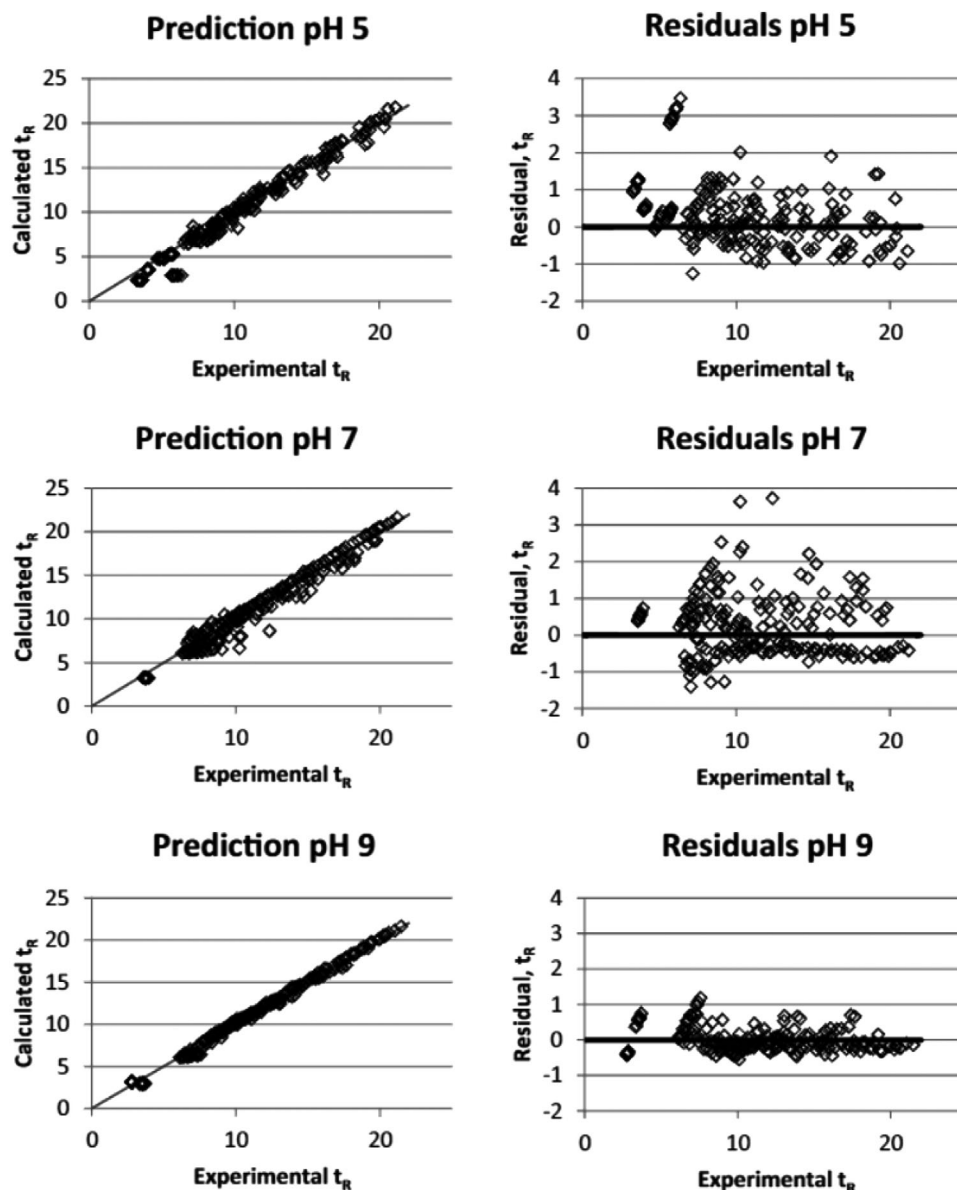 Prediction pH 5
Residuals pH 5
25
20
15
10
5
0
Calculated tR
0 10 20
Experimental tR
4
3
2
1
0
-1
-2
Residual, tR
0 10 20
Experimental tR
Prediction pH 7
Residuals pH 7
25
20
15
10
5
0
Calculated tR
0 10 20
Experimental tR
4
3
2
1
0
-1
-2
Residual, tR
0 10 20
Experimental tR
Prediction pH 9
Residuals pH 9
25
20
15
10
5
0
Calculated tR
0 10 20
Experimental tR
4
3
2
1
0
-1
-2
Residual, tR
0 10 20
Experimental tR